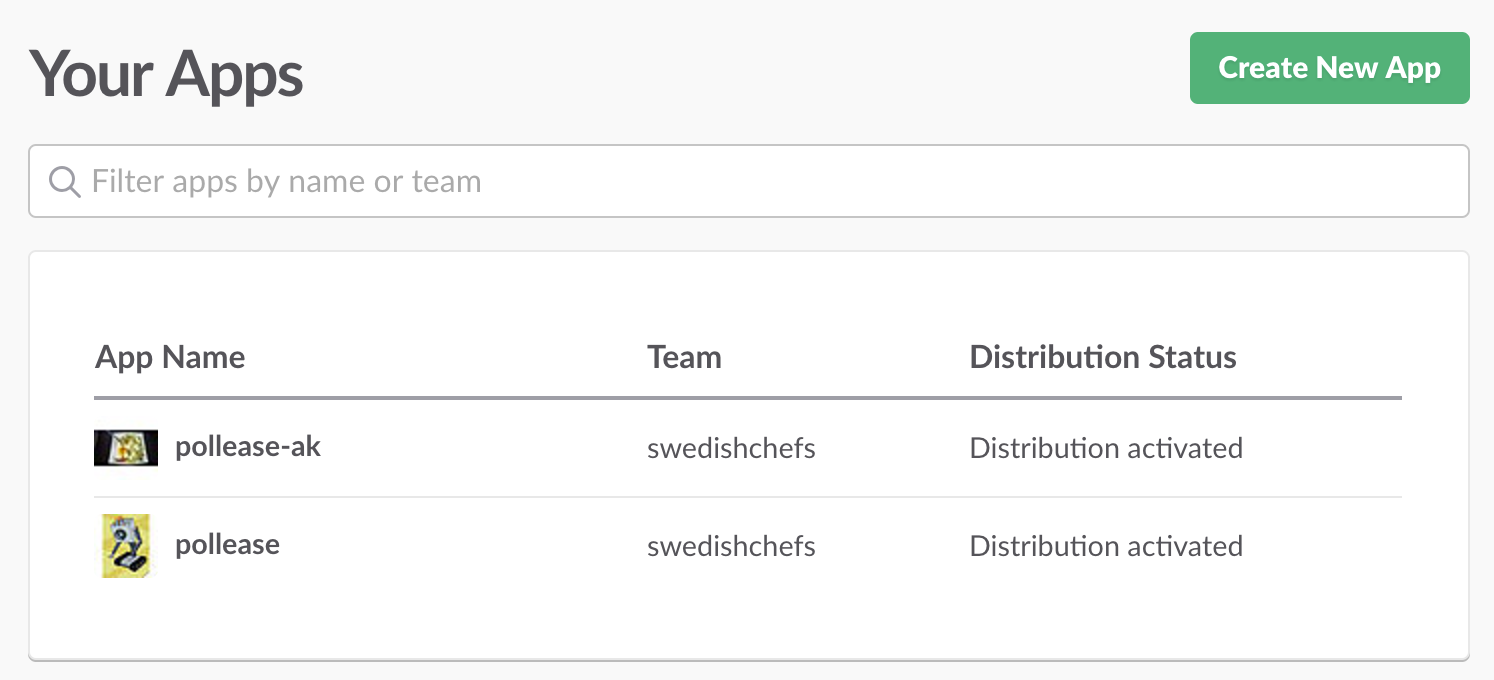 Your Apps
Create New App
Filter apps by name or team
App Name Team Distribution Status
pollease-ak swedishchefs Distribution activated
pollease swedishchefs Distribution activated